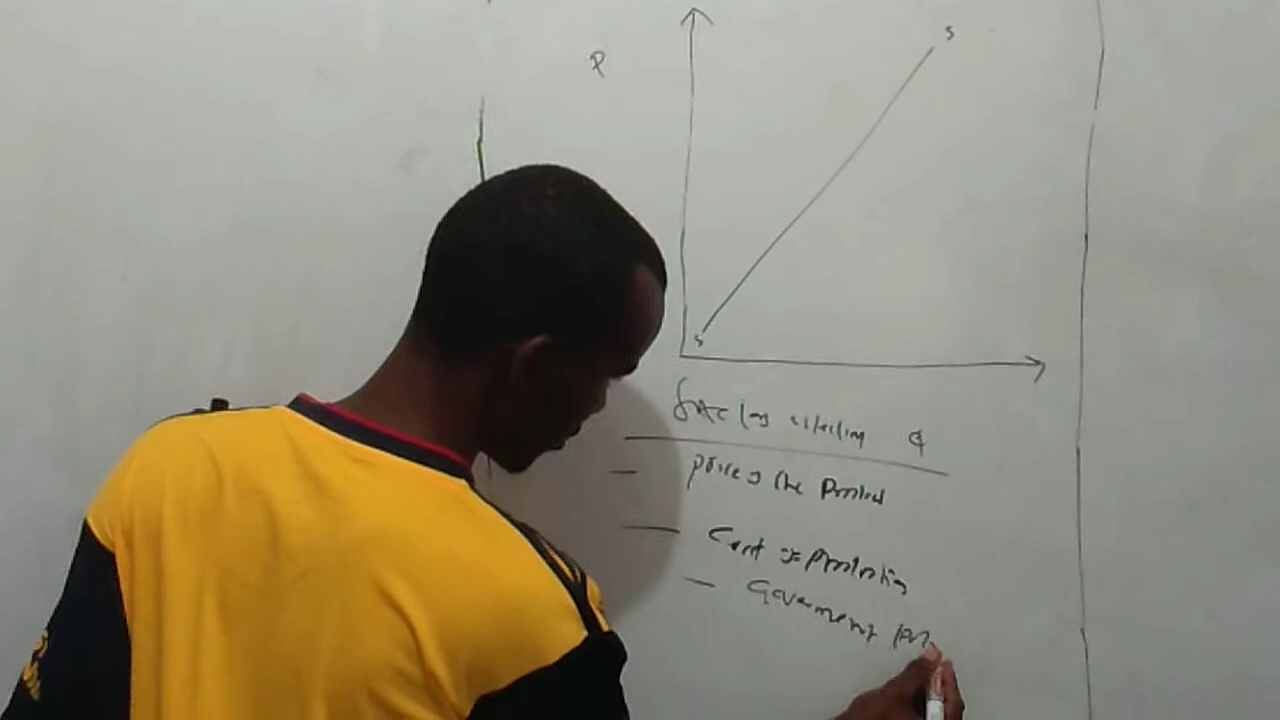 P
S
S
factors affecting Q
price of the Product
Cost of production
Government